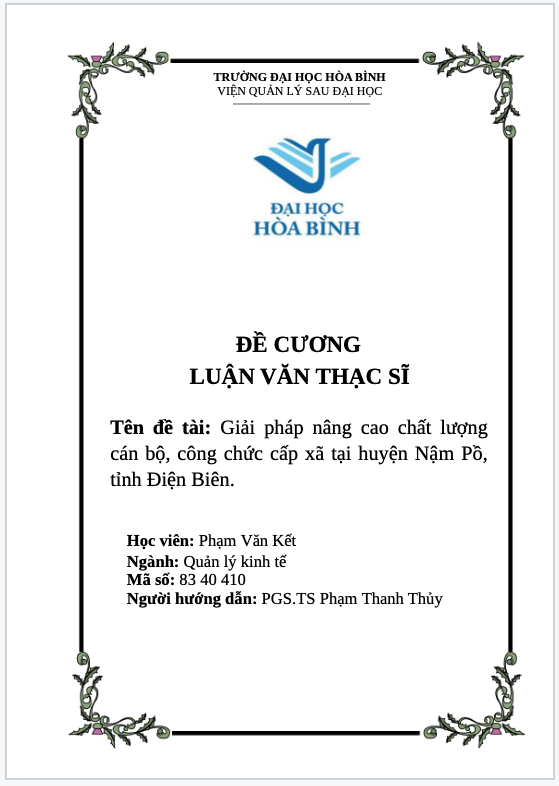 TRƯỜNG ĐẠI HỌC HÒA BÌNH
VIỆN QUẢN LÝ SAU ĐẠI HỌC
ĐẠI HỌC
HÒA BÌNH
ĐỀ CƯƠNG
LUẬN VĂN THẠC SĨ
Tên đề tài: Giải pháp nâng cao chất lượng
cán bộ, công chức cấp xã tại huyện Nậm Pồ,
tỉnh Điện Biên.
Học viên: Phạm Văn Kết
Ngành: Quản lý kinh tế
Mã số: 83 40 410
Người hướng dẫn: PGS.TS Phạm Thanh Thủy